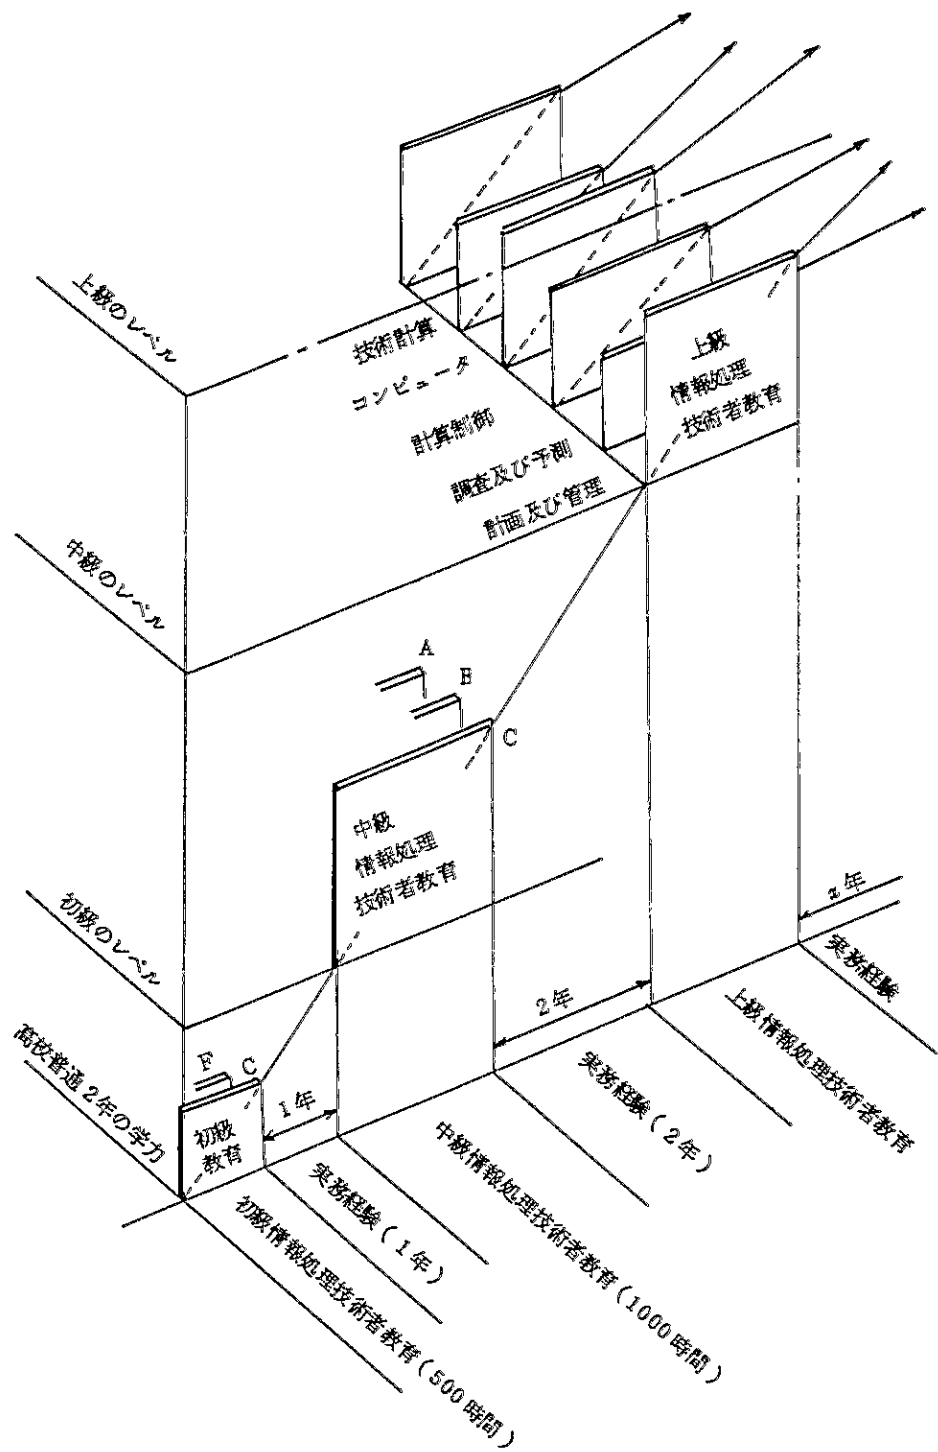 上級のレベル
技術計算
コンピュータ
計算制御
調査及び予測
計画及び管理
上級
情報処理
技術者教育
中級のレベル
A
B
C
中級
情報処理
技術者教育
初級のレベル
x年
2年
高校普通2年の学力
F
C
1年
初級
教育
実務経験
上級情報処理技術者教育
実務経験(2年)
中級情報処理技術者教育(1000時間)
実務経験(1年)
初級情報処理技術者教育(500時間)